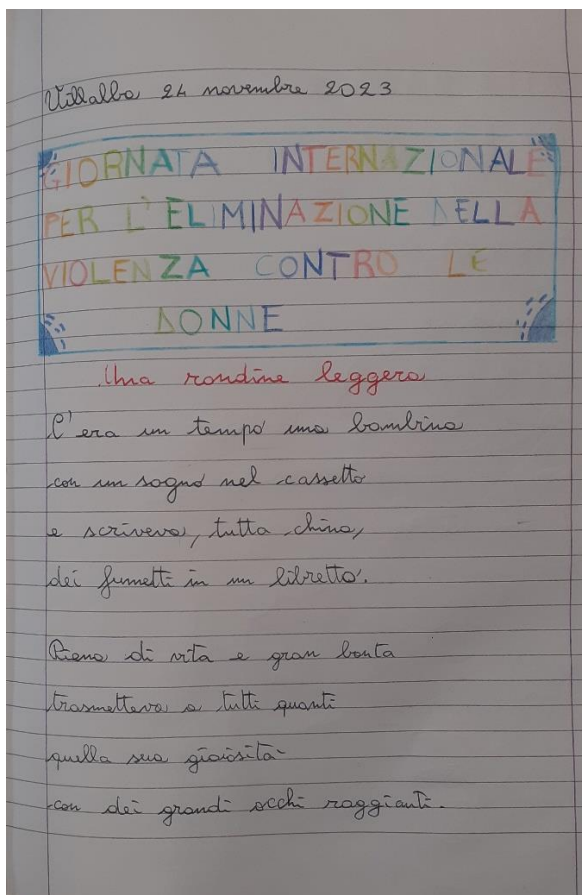 Villalba 24 novembre 2023
GIORNATA INTERNAZIONALE
PER L'ELIMINAZIONE DELLA
VIOLENZA CONTRO LE
DONNE
Una rondine leggera
C'era un tempo una bambina
con un sogno nel cassetto
e scriveva, tutta china,
dei fumetti in un libretto.
Piena di vita e gran bonta
trasmetteva a tutti quanti
quella sua gioiosità
con dei grandi occhi raggianti.